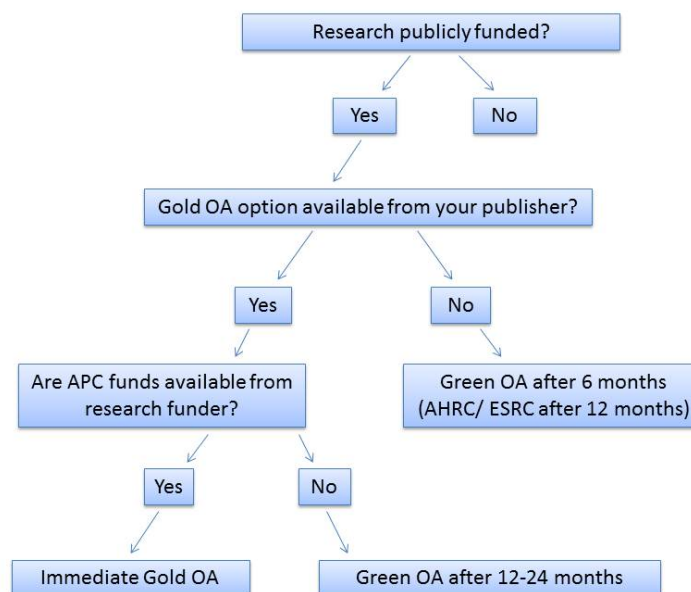 Research publicly funded?
Yes
No
Gold OA option available from your publisher?
Yes
No
Are APC funds available from
research funder?
Green OA after 6 months
(AHRC/ ESRC after 12 months)
Yes
No
Immediate Gold OA
Green OA after 12-24 months